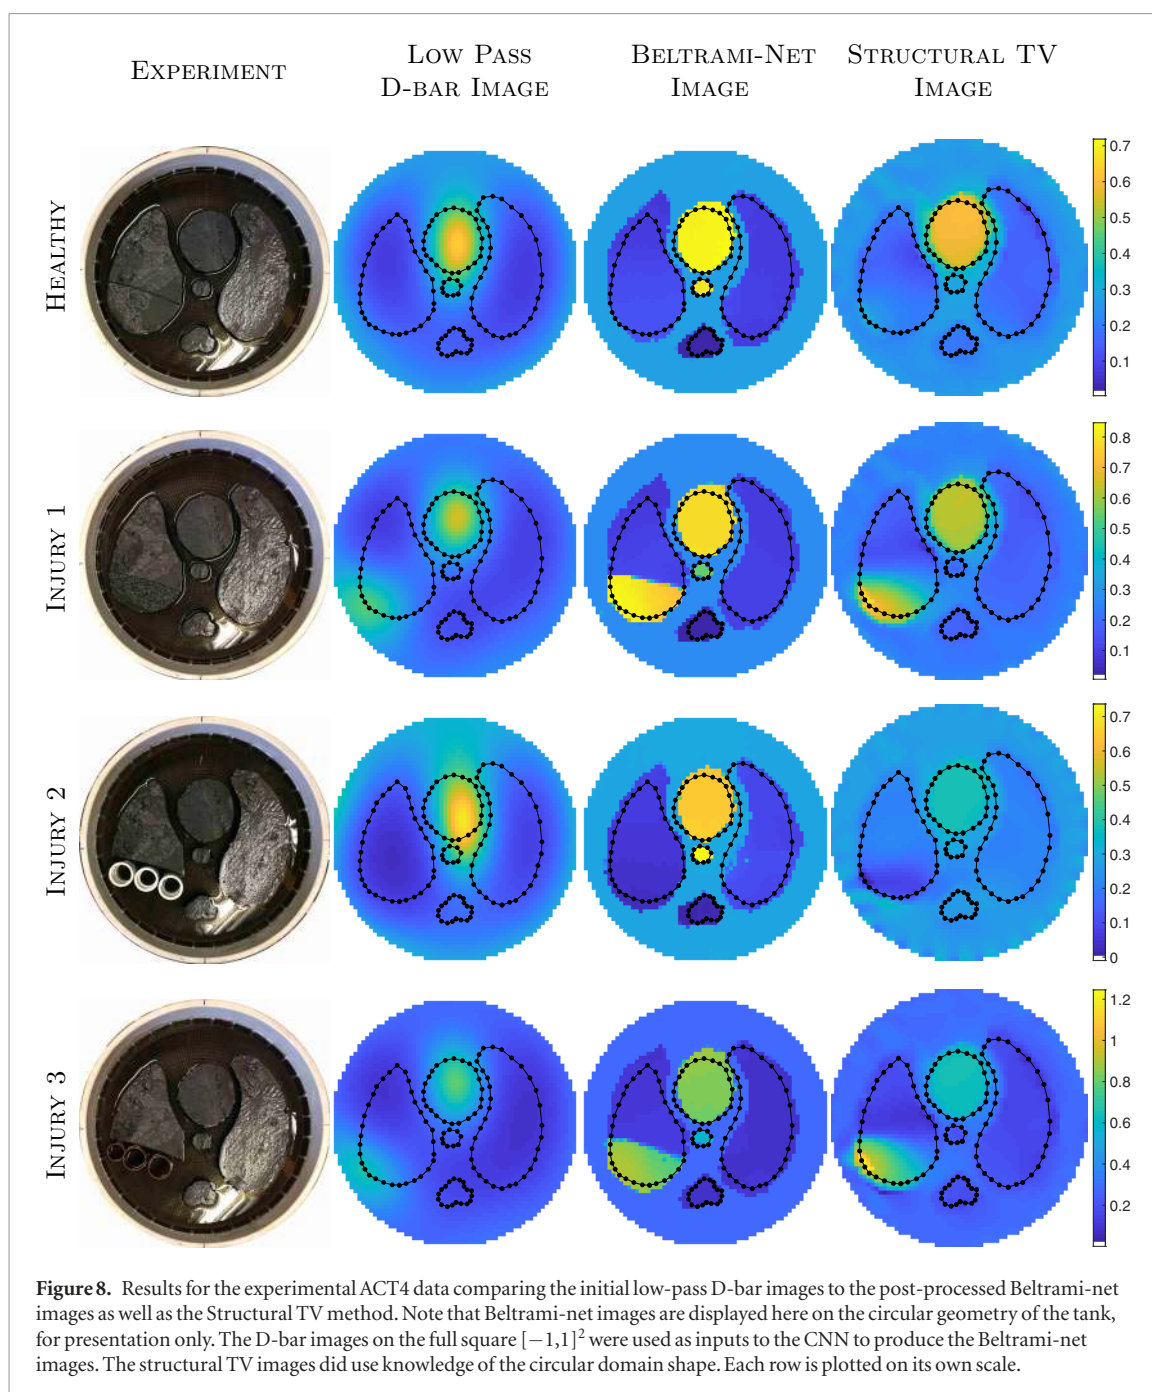 EXPERIMENT
LOW PASS
D-BAR IMAGE
BELTRAMI-NET
IMAGE
STRUCTURAL TV
IMAGE
HEALTHY
0.7
0.6
0.5
0.4
0.3
0.2
0.1
INJURY 1
0.8
0.7
0.6
0.5
0.4
0.3
0.2
0.1
INJURY 2
0.7
0.6
0.5
0.4
0.3
0.2
0.1
0
INJURY 3
1.2
1
0.8
0.6
0.4
0.2
Figure 8. Results for the experimental ACT4 data comparing the initial low-pass D-bar images to the post-processed Beltrami-net
images as well as the Structural TV method. Note that Beltrami-net images are displayed here on the circular geometry of the tank,
for presentation only. The D-bar images on the full square [−1,1]² were used as inputs to the CNN to produce the Beltrami-net
images. The structural TV images did use knowledge of the circular domain shape. Each row is plotted on its own scale.